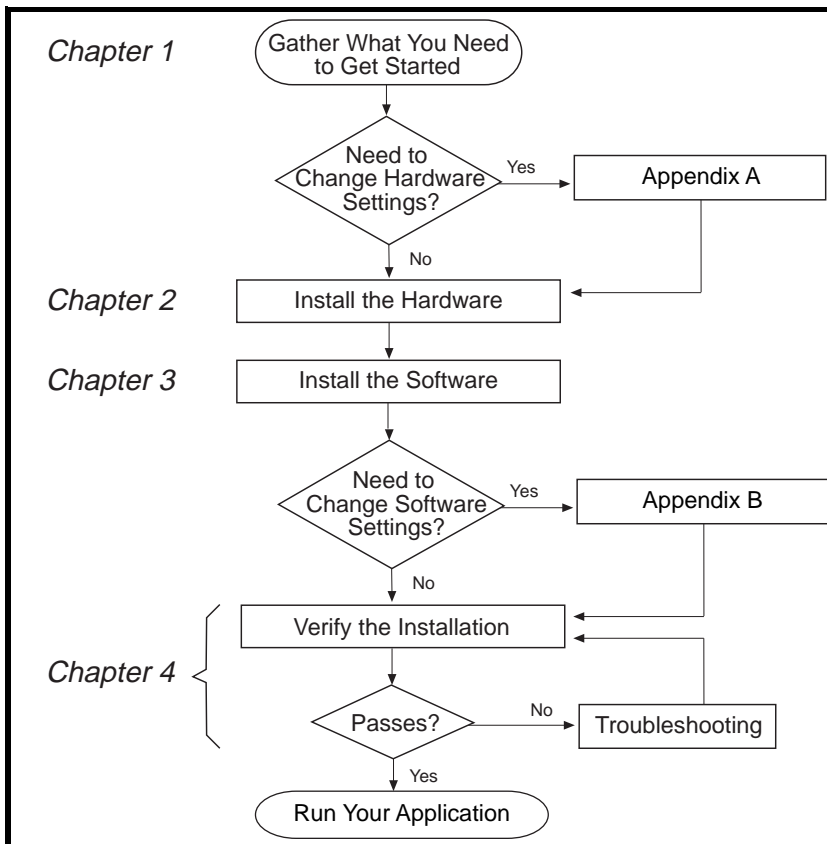 Chapter 1
Gather What You Need
to Get Started
Need to
Change Hardware
Settings?
Yes
Appendix A
No
Chapter 2
Install the Hardware
Chapter 3
Install the Software
Need to
Change Software
Settings?
Yes
Appendix B
No
Verify the Installation
Chapter 4
Passes?
No
Troubleshooting
Yes
Run Your Application